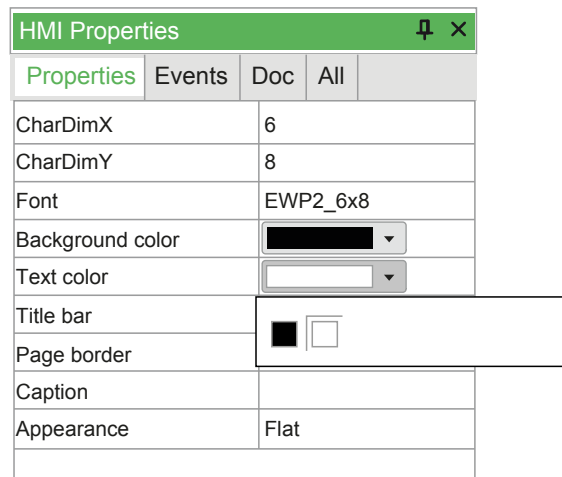 HMI Properties
Properties Events Doc All
CharDimX 6
CharDimY 8
Font EWP2_6x8
Background color
Text color
Title bar
Page border
Caption
Appearance Flat